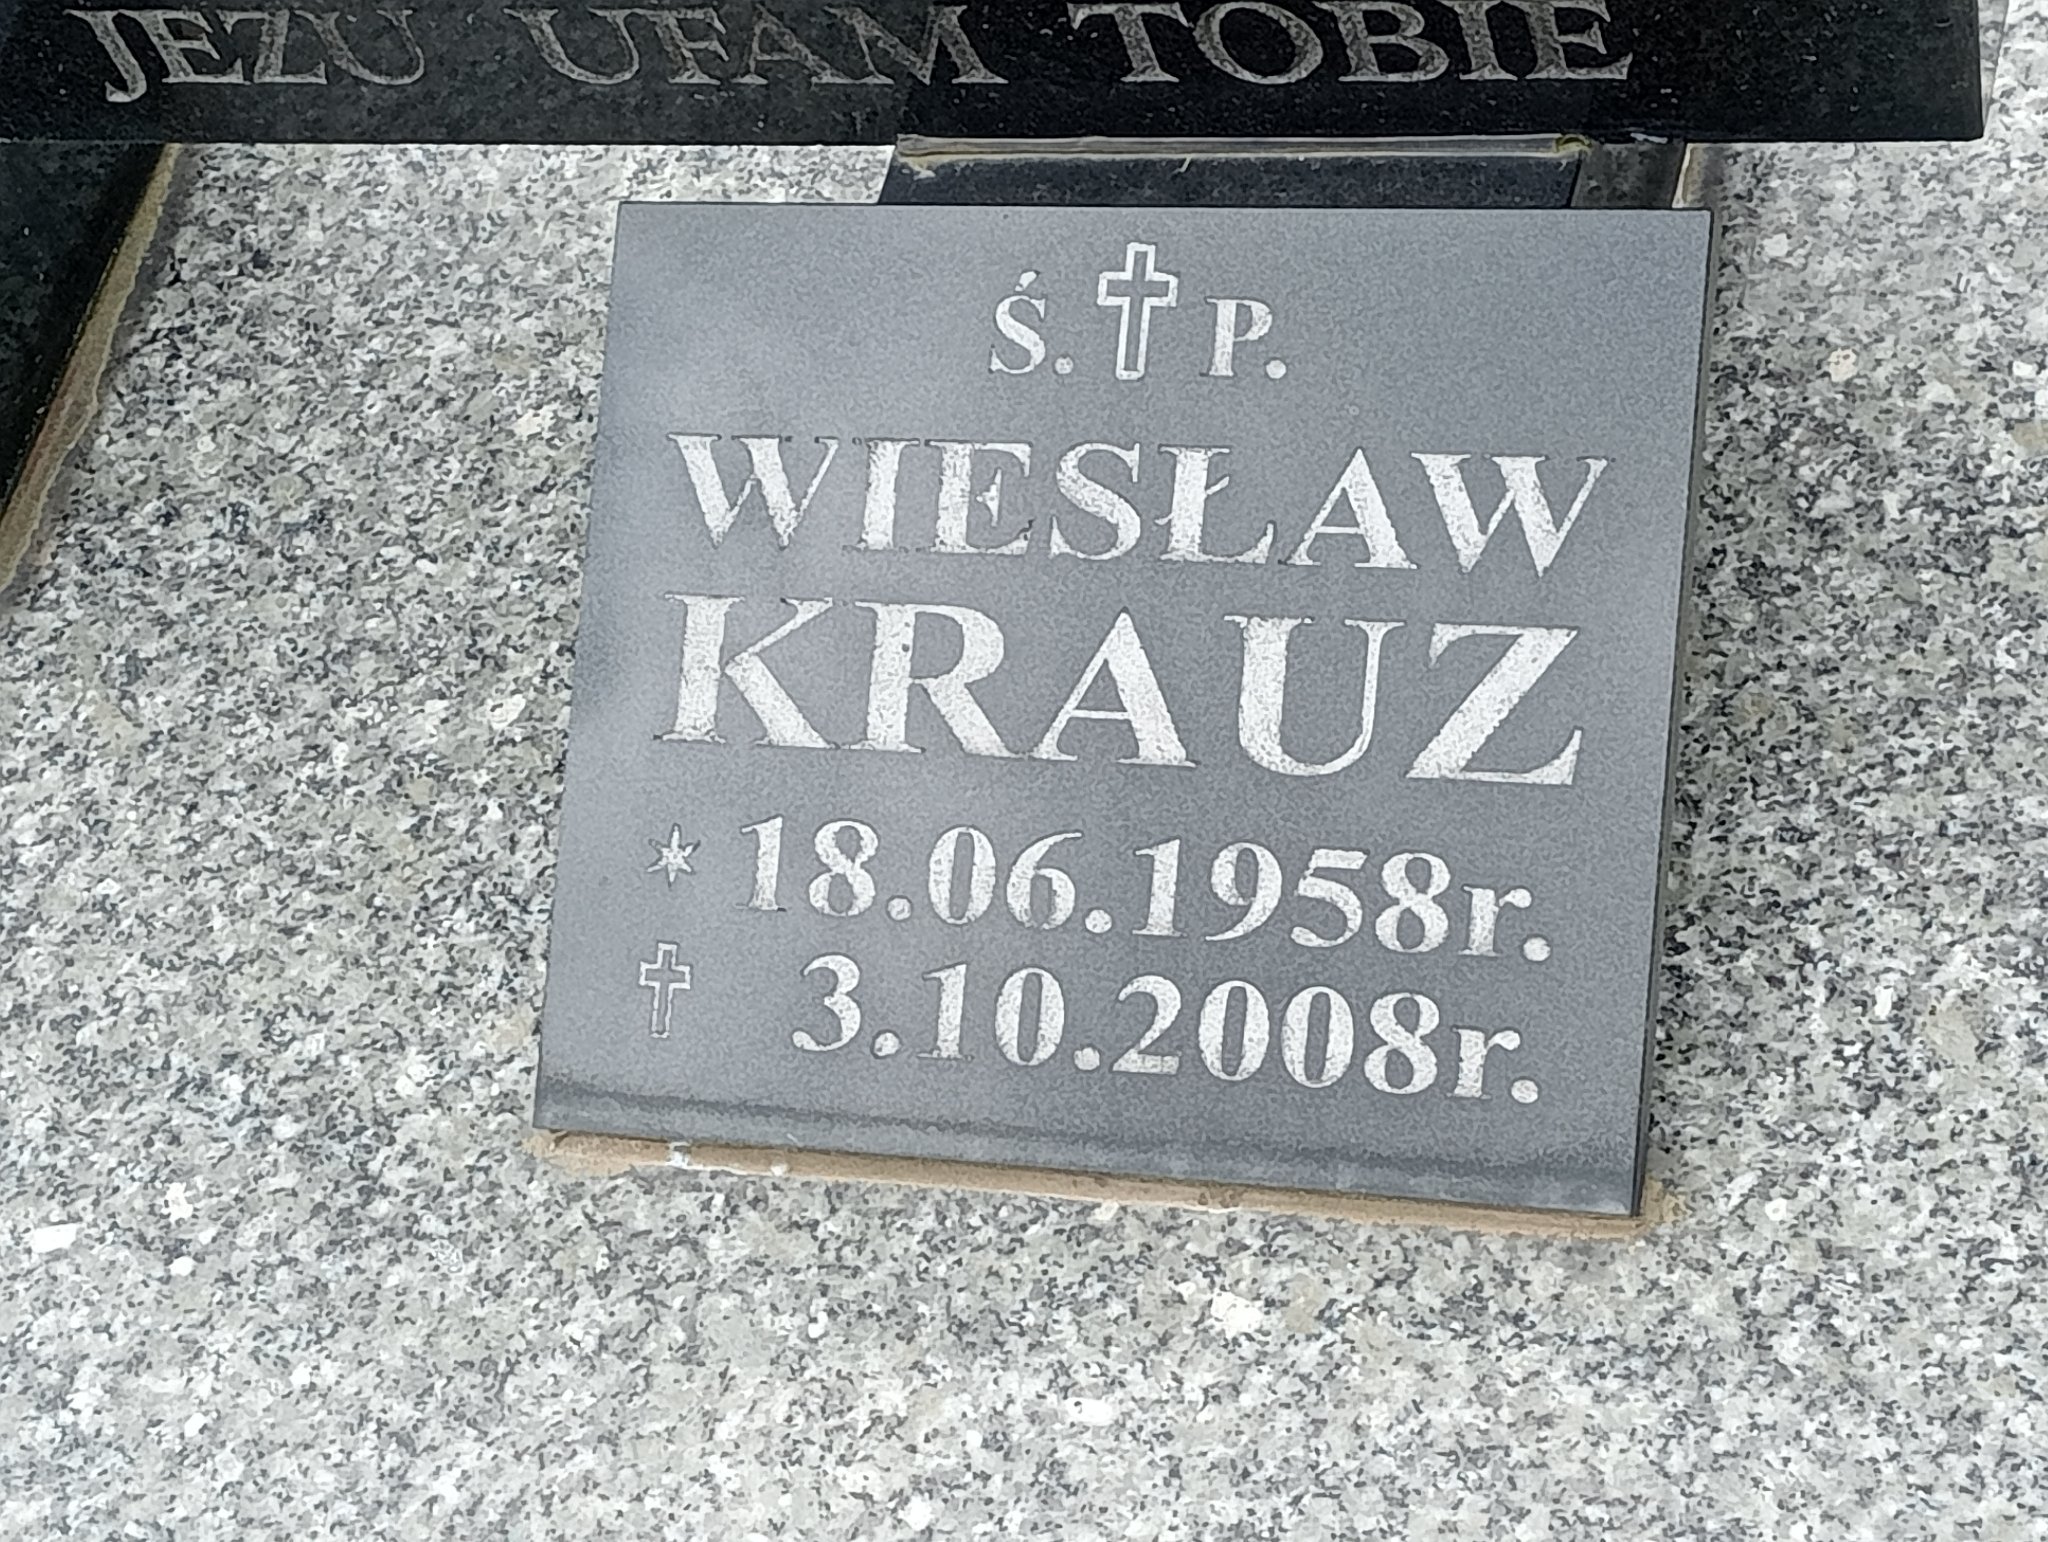 JEZU UFAM TOBIE
Ś. P.
WIESŁAW
KRAUZ
* 18.06.1958r.
✝ 3.10.2008r.